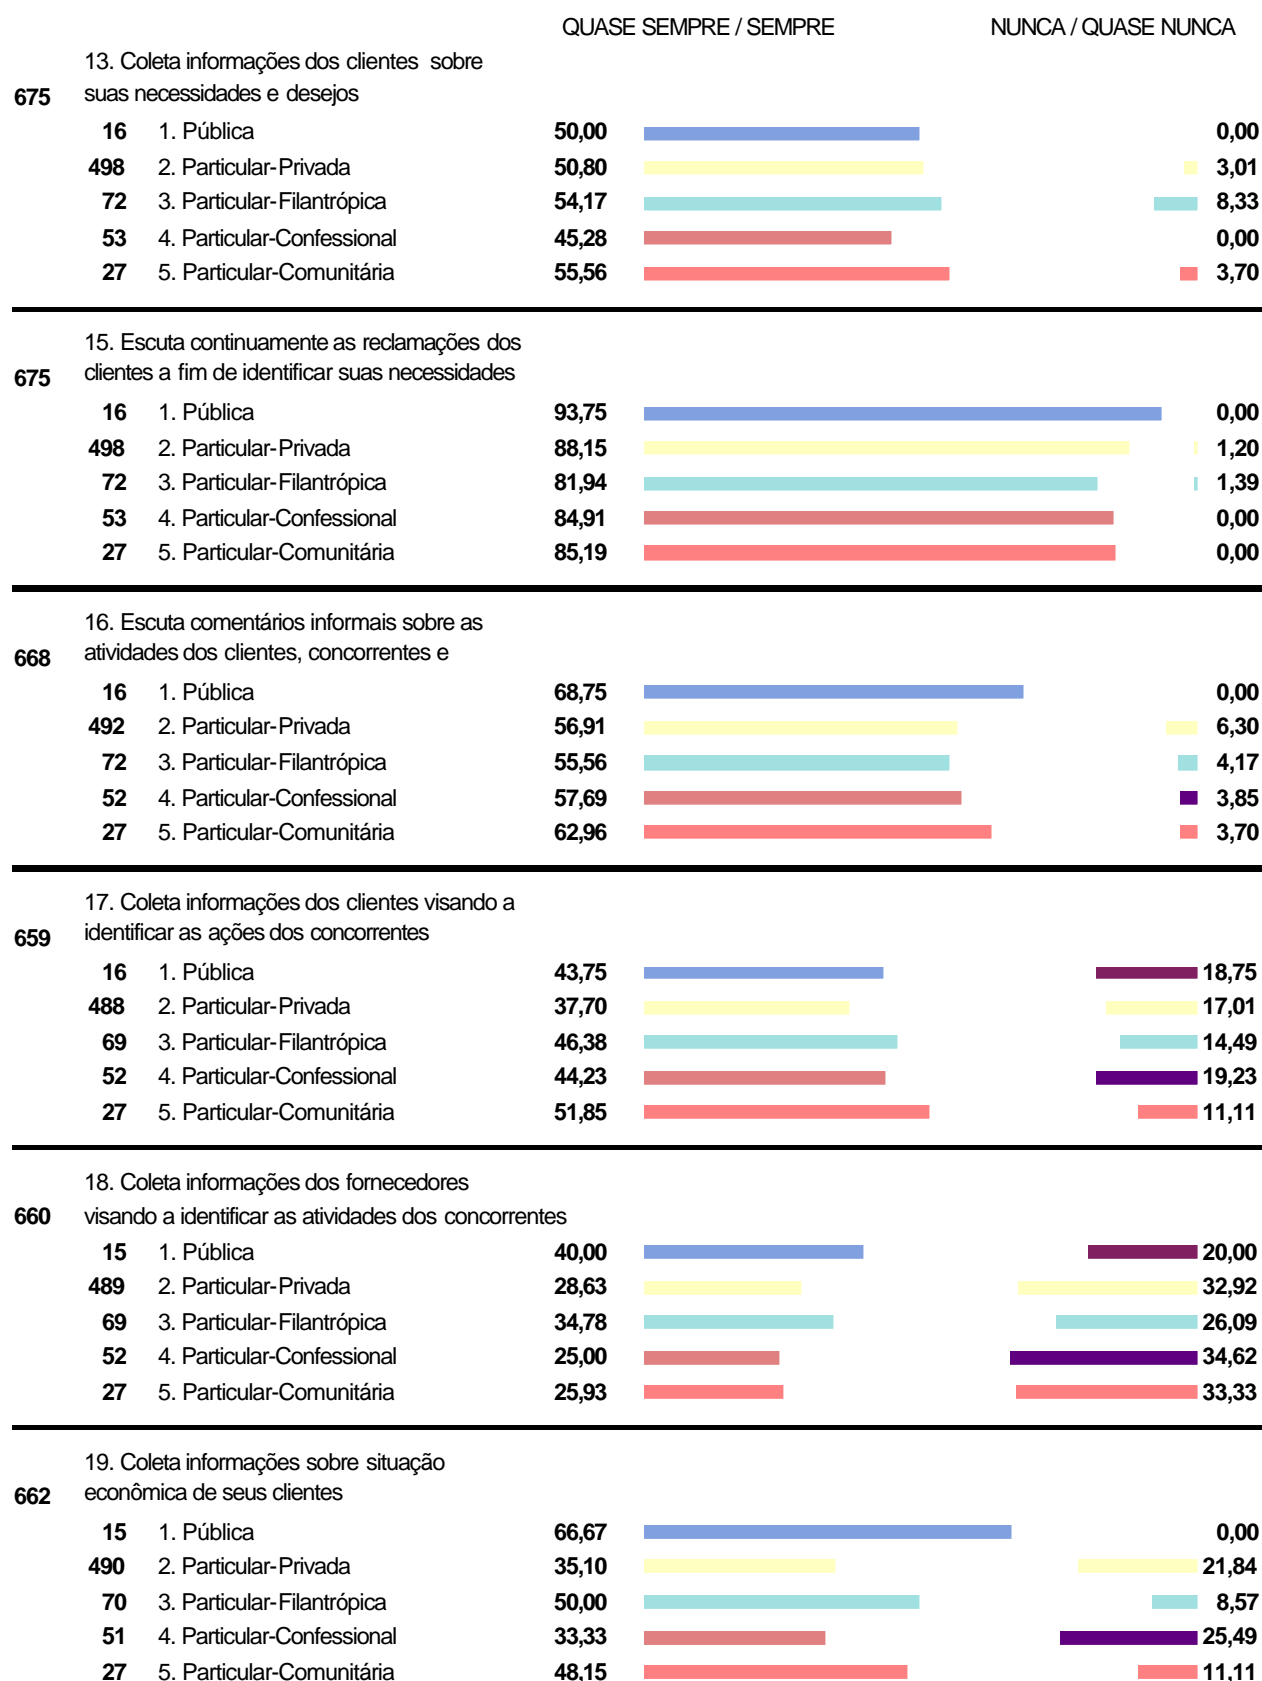 QUASE SEMPRE / SEMPRE NUNCA / QUASE NUNCA
13. Coleta informações dos clientes sobre
675 suas necessidades e desejos
16 1. Pública 50,00 0,00
498 2. Particular-Privada 50,80 3,01
72 3. Particular-Filantrópica 54,17 8,33
53 4. Particular-Confessional 45,28 0,00
27 5. Particular-Comunitária 55,56 3,70
15. Escuta continuamente as reclamações dos
675 clientes a fim de identificar suas necessidades
16 1. Pública 93,75 0,00
498 2. Particular-Privada 88,15 1,20
72 3. Particular-Filantrópica 81,94 1,39
53 4. Particular-Confessional 84,91 0,00
27 5. Particular-Comunitária 85,19 0,00
16. Escuta comentários informais sobre as
668 atividades dos clientes, concorrentes e
16 1. Pública 68,75 0,00
492 2. Particular-Privada 56,91 6,30
72 3. Particular-Filantrópica 55,56 4,17
52 4. Particular-Confessional 57,69 3,85
27 5. Particular-Comunitária 62,96 3,70
17. Coleta informações dos clientes visando a
659 identificar as ações dos concorrentes
16 1. Pública 43,75 18,75
488 2. Particular-Privada 37,70 17,01
69 3. Particular-Filantrópica 46,38 14,49
52 4. Particular-Confessional 44,23 19,23
27 5. Particular-Comunitária 51,85 11,11
18. Coleta informações dos fornecedores
660 visando a identificar as atividades dos concorrentes
15 1. Pública 40,00 20,00
489 2. Particular-Privada 28,63 32,92
69 3. Particular-Filantrópica 34,78 26,09
52 4. Particular-Confessional 25,00 34,62
27 5. Particular-Comunitária 25,93 33,33
19. Coleta informações sobre situação
662 econômica de seus clientes
15 1. Pública 66,67 0,00
490 2. Particular-Privada 35,10 21,84
70 3. Particular-Filantrópica 50,00 8,57
51 4. Particular-Confessional 33,33 25,49
27 5. Particular-Comunitária 48,15 11,11